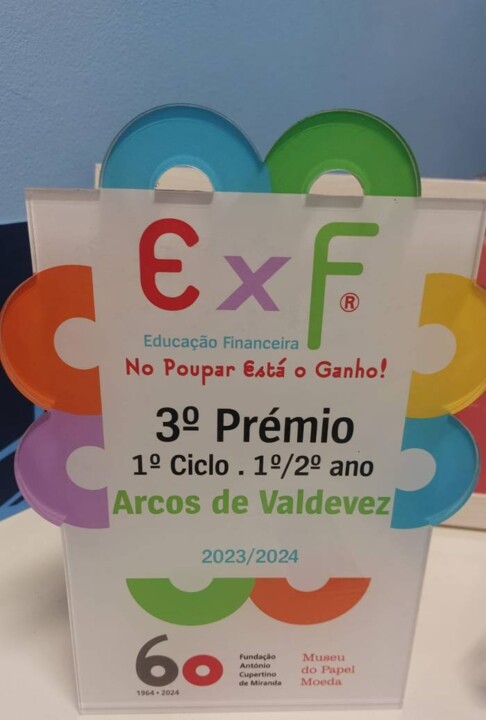 ExF®
Educação Financeira
No Poupar Está o Ganho!
3º Prémio
1º Ciclo . 1º/2º ano
Arcos de Valdevez
2023/2024
60
1964 • 2024
Fundação
António
Cupertino
de Miranda
Museu
do Papel
Moeda